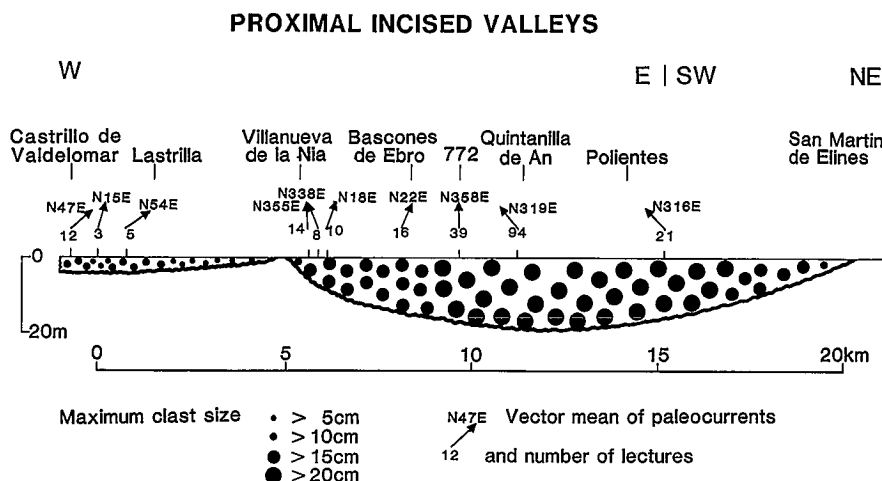 PROXIMAL INCISED VALLEYS
W E | SW NE
Castrillo de Valdelomar
Lastrilla
Villanueva de la Nia
Bascones de Ebro
772
Quintanilla de An
Polientes
San Martin de Elines
N47E N15E N54E N355E N338E N18E N22E N358E N319E N316E
12 3 5 14 8 10 16 39 94 21
0
20m
0 5 10 15 20km
Maximum clast size
> 5cm
> 10cm
> 15cm
> 20cm
N47E Vector mean of paleocurrents
12 and number of lectures